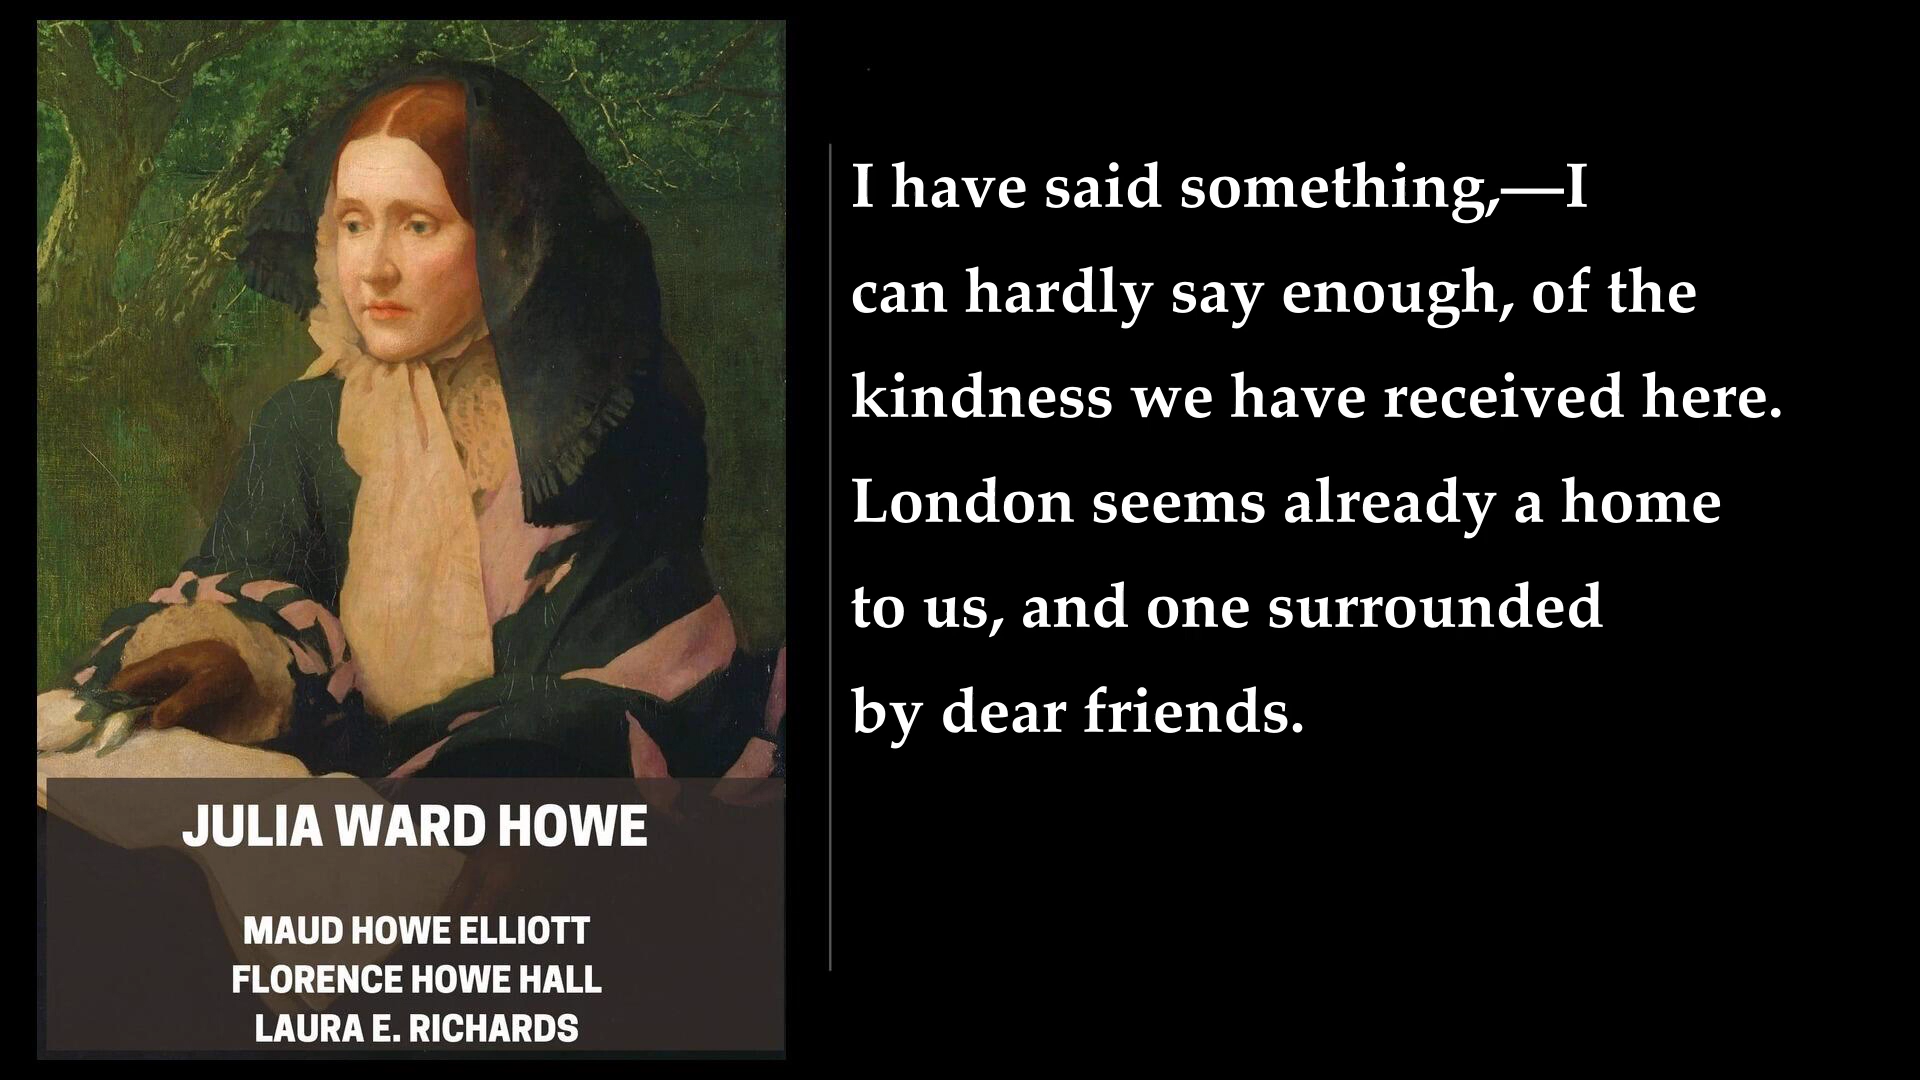 JULIA WARD HOWE
MAUD HOWE ELLIOTT
FLORENCE HOWE HALL
LAURA E. RICHARDS
I have said something,—I
can hardly say enough, of the
kindness we have received here.
London seems already a home
to us, and one surrounded
by dear friends.